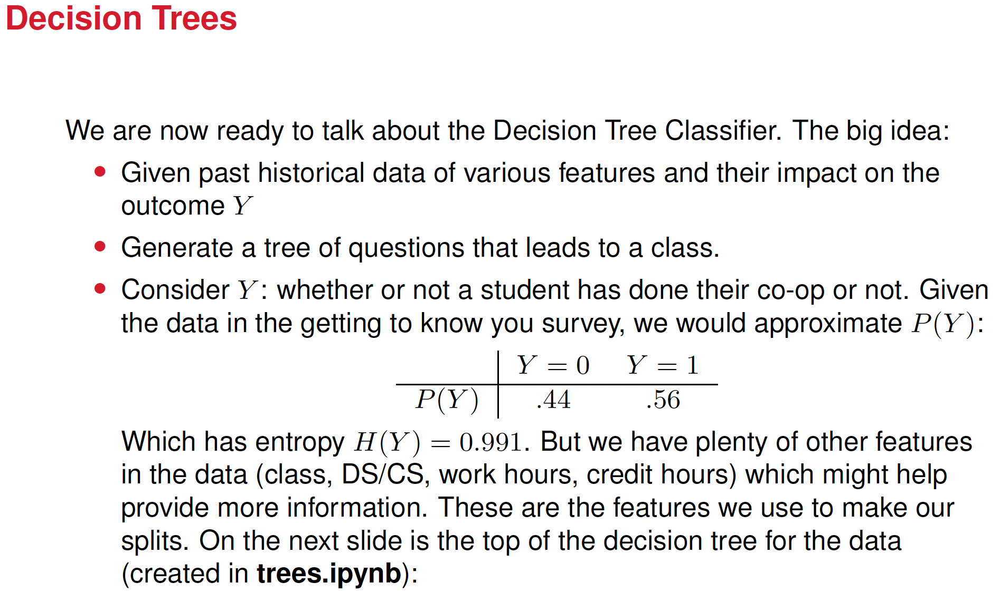 Decision Trees
We are now ready to talk about the Decision Tree Classifier. The big idea:
• Given past historical data of various features and their impact on the
outcome Y
• Generate a tree of questions that leads to a class.
• Consider Y: whether or not a student has done their co-op or not. Given
the data in the getting to know you survey, we would approximate P(Y):
Y = 0 Y = 1
P(Y) .44 .56
Which has entropy H(Y) = 0.991. But we have plenty of other features
in the data (class, DS/CS, work hours, credit hours) which might help
provide more information. These are the features we use to make our
splits. On the next slide is the top of the decision tree for the data
(created in trees.ipynb):